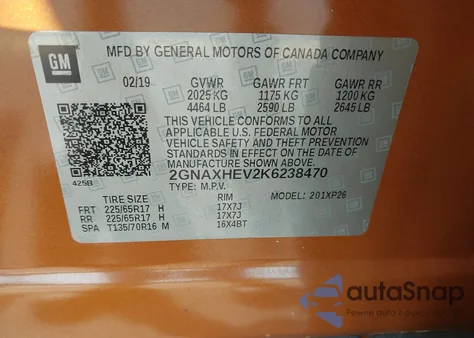 GM
MFD BY GENERAL MOTORS OF CANADA COMPANY
02/19 GVWR GAWR FRT GAWR RR
2025 KG 1175 KG 1200 KG
4464 LB 2590 LB 2645 LB
THIS VEHICLE CONFORMS TO ALL
APPLICABLE U.S. FEDERAL MOTOR
VEHICLE SAFETY AND THEFT PREVENTION
STANDARDS IN EFFECT ON THE DATE OF
MANUFACTURE SHOWN ABOVE.
425B 2GNAXHEV2K6238470
TYPE: M.P.V. MODEL: 201XP26
TIRE SIZE RIM
FRT 225/65R17 H 17X7J
RR 225/65R17 H 17X7J
SPA T135/70R16 M 16X4BT
autoSnap
Pewne auto z